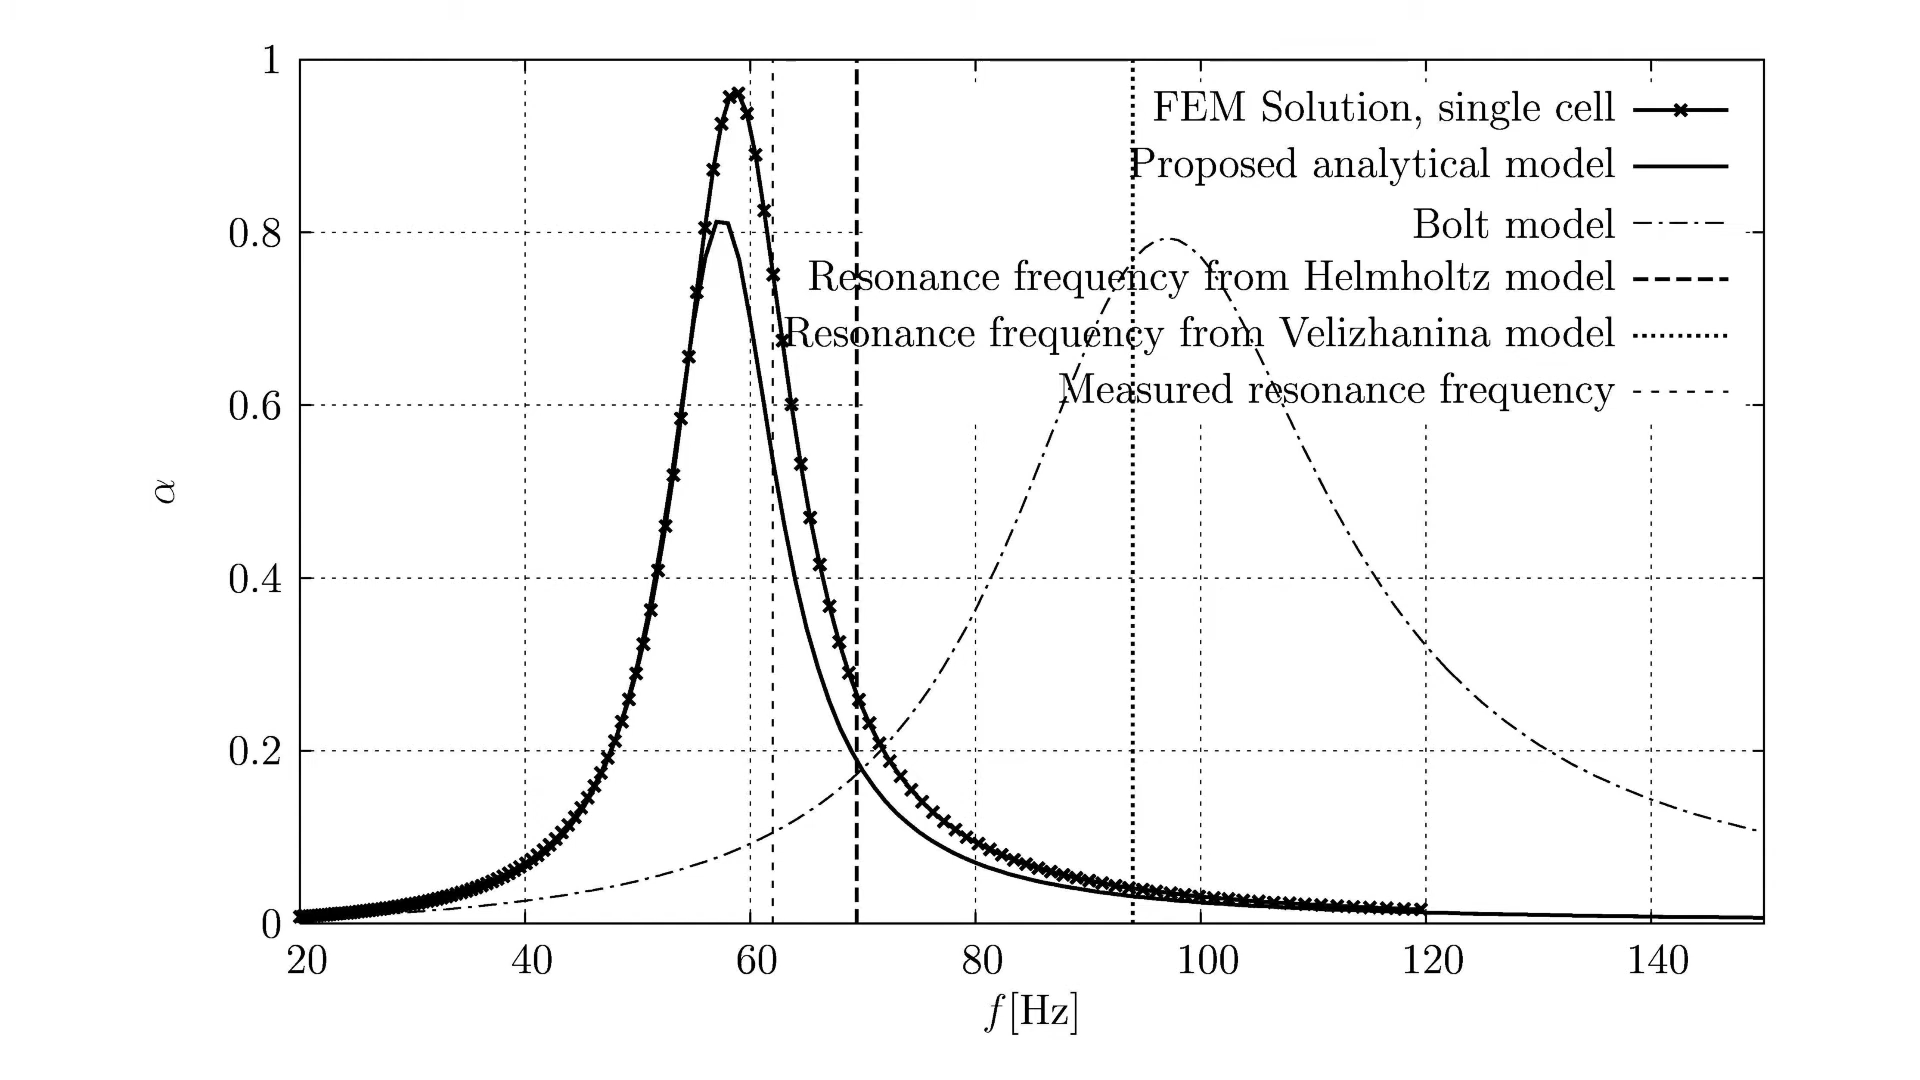 1
0.8
0.6
0.4
0.2
0
α
20 40 60 80 100 120 140
f[Hz]
FEM Solution, single cell
Proposed analytical model
Bolt model
Resonance frequency from Helmholtz model
Resonance frequency from Velizhanina model
Measured resonance frequency